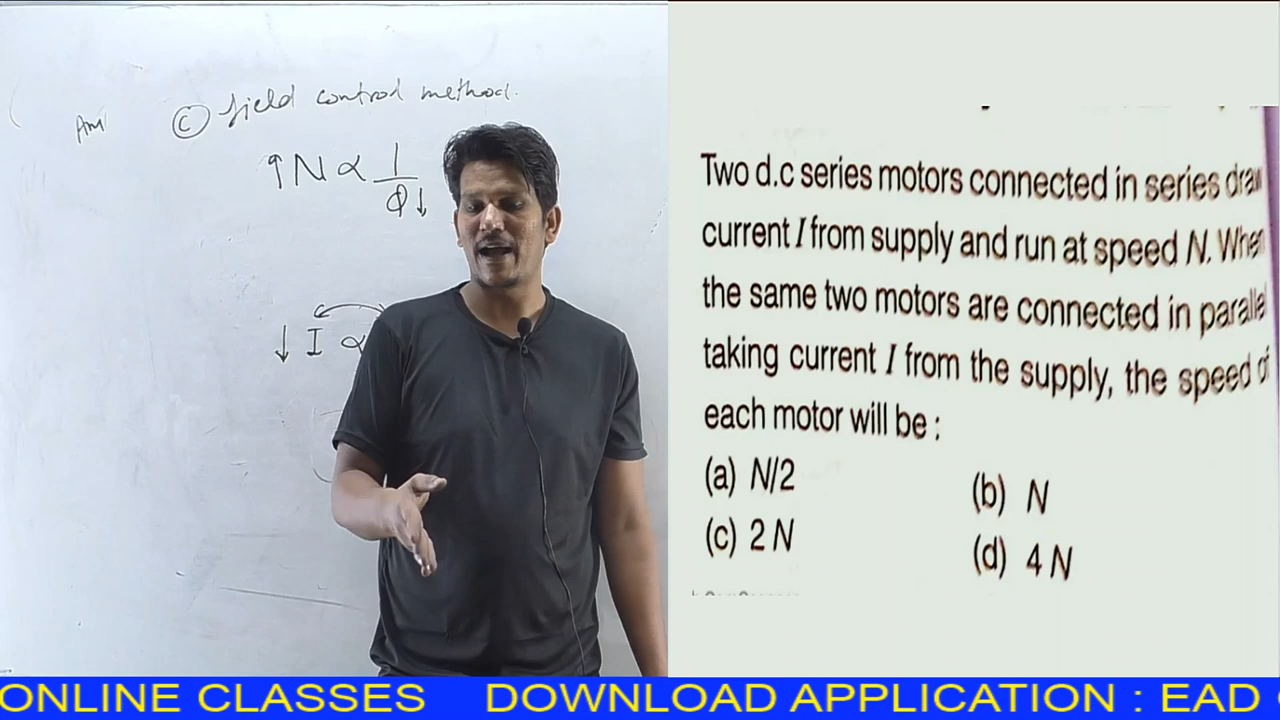 Ans (c) field control method.
↑N ∝ 1/Φ↓
↓ I ∝
Two d.c series motors connected in series draw
current I from supply and run at speed N. When
the same two motors are connected in parallel
taking current I from the supply, the speed of
each motor will be :
(a) N/2 (b) N
(c) 2 N (d) 4 N
ONLINE CLASSES DOWNLOAD APPLICATION : EAD